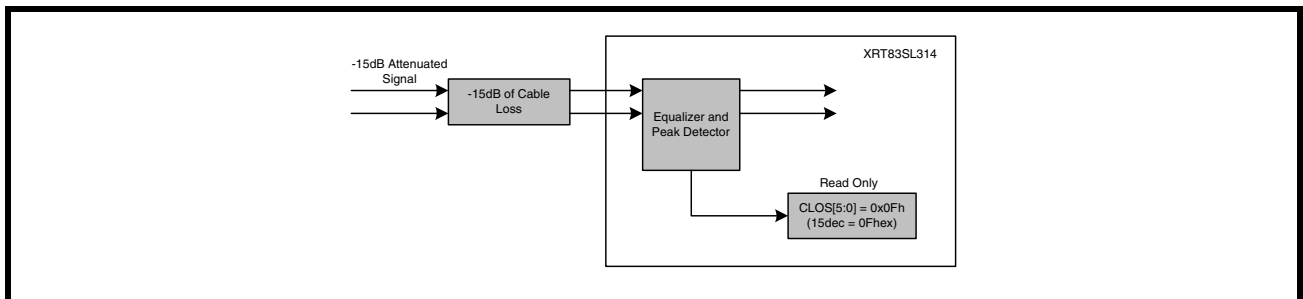 XRT83SL314
-15dB Attenuated
Signal
-15dB of Cable
Loss
Equalizer and
Peak Detector
Read Only
CLOS[5:0] = 0x0Fh
(15dec = 0Fhex)